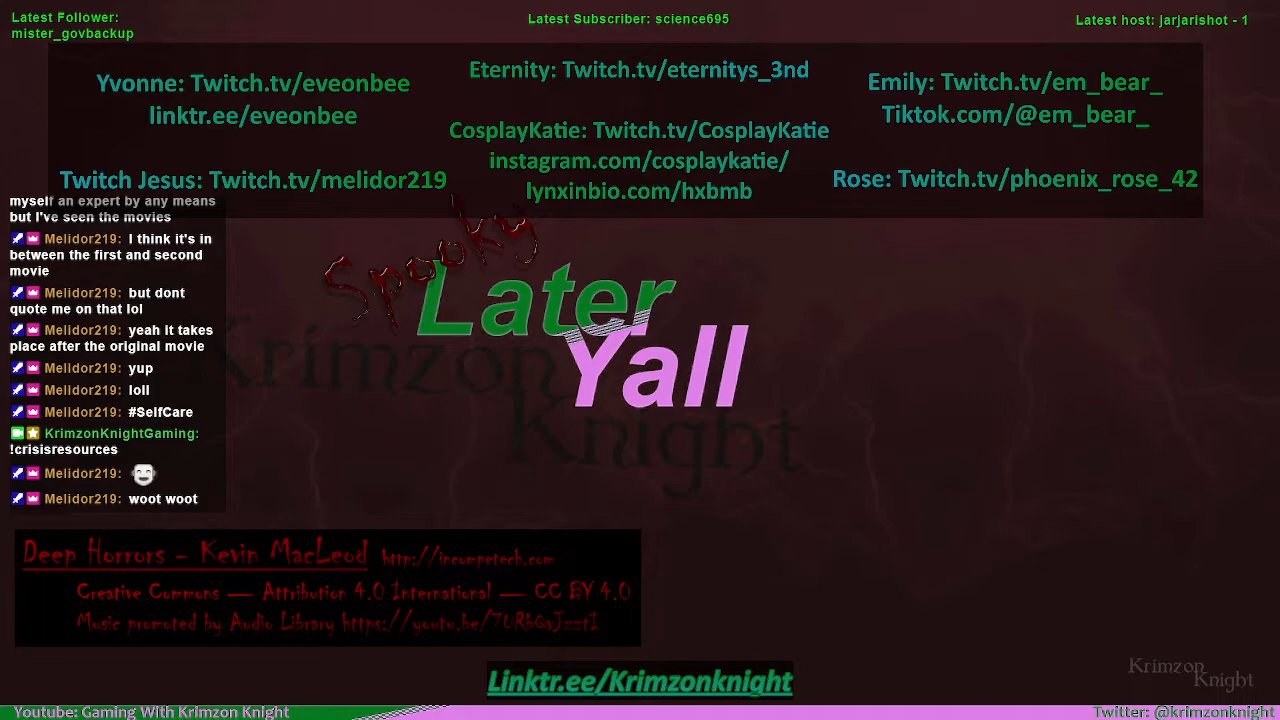 Latest Follower:
mister_govbackup
Latest Subscriber: science695
Latest host: jarjarishot - 1
Yvonne: Twitch.tv/eveonbee
linktr.ee/eveonbee
Eternity: Twitch.tv/eternitys_3nd
Emily: Twitch.tv/em_bear_
Tiktok.com/@em_bear_
CosplayKatie: Twitch.tv/CosplayKatie
instagram.com/cosplaykatie/
lynxinbio.com/hxbmb
Twitch Jesus: Twitch.tv/melidor219
Rose: Twitch.tv/phoenix_rose_42
myself an expert by any means
but I've seen the movies
Melidor219: I think it's in
between the first and second
movie
Melidor219: but dont
quote me on that lol
Melidor219: yeah it takes
place after the original movie
Melidor219: yup
Melidor219: loll
Melidor219: #SelfCare
KrimzonKnightGaming:
!crisisresources
Melidor219:
Melidor219: woot woot
Spooky
Later
Yall
Krimzon
Knight
Deep Horrors – Kevin MacLeod http://incompetech.com
Creative Commons — Attribution 4.0 International — CC BY 4.0
Music promoted by Audio Library
Linktr.ee/Krimzonknight
Krimzon
Knight
Youtube: Gaming With Krimzon Knight
Twitter: @krimzonknight